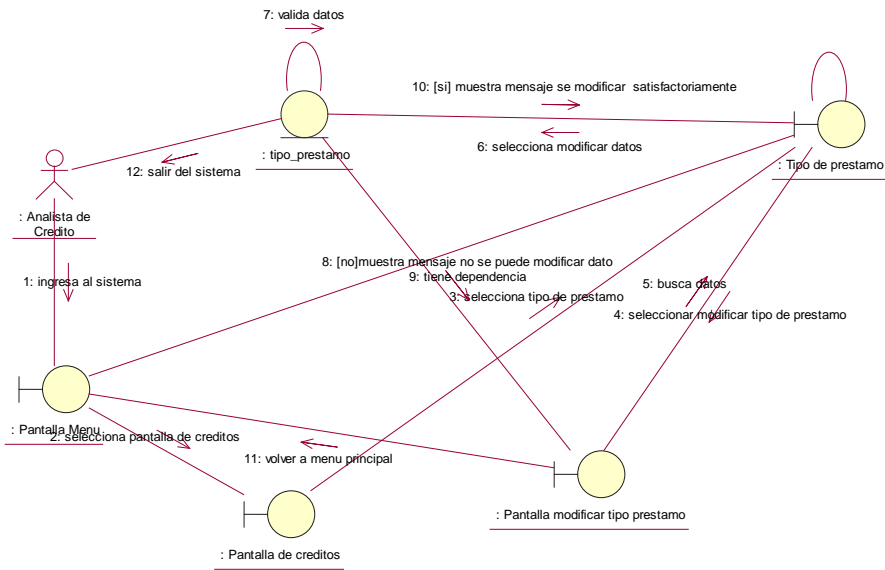 7: valida datos
10: [si] muestra mensaje se modificar satisfactoriamente
6: selecciona modificar datos
: tipo_prestamo
: Tipo de prestamo
12: salir del sistema
: Analista de
Credito
8: [no]muestra mensaje no se puede modificar dato
1: ingresa al sistema
9: tiene dependencia
5: busca datos
3: selecciona tipo de prestamo
4: seleccionar modificar tipo de prestamo
: Pantalla Menu
2: selecciona pantalla de creditos
11: volver a menu principal
: Pantalla modificar tipo prestamo
: Pantalla de creditos